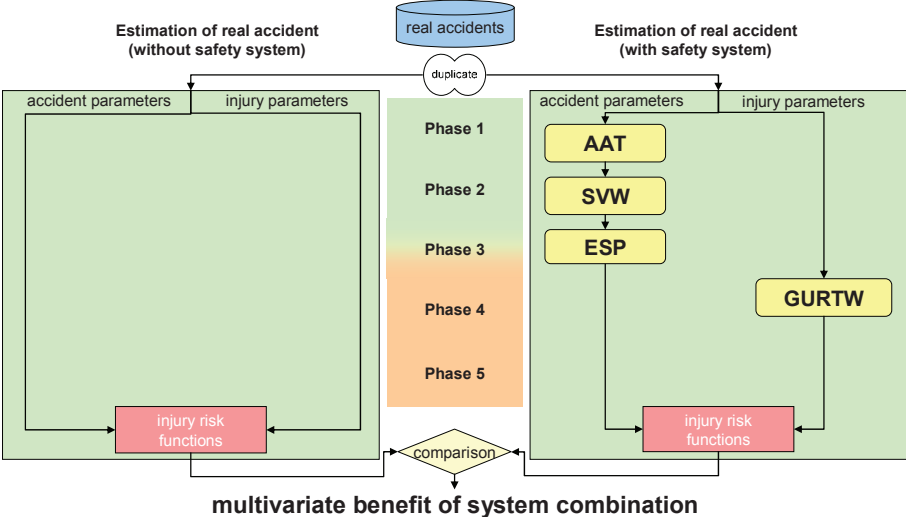 real accidents
Estimation of real accident
(without safety system)
Estimation of real accident
(with safety system)
duplicate
accident parameters
injury parameters
accident parameters
injury parameters
Phase 1
AAT
Phase 2
SVW
Phase 3
ESP
Phase 4
GURTW
Phase 5
injury risk
functions
injury risk
functions
comparison
multivariate benefit of system combination